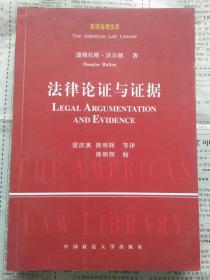 美国法律文库
THE AMERICAN LAW LIBRARY
道格拉斯·沃尔顿 著
Douglas Walton
法律论证与证据
LEGAL ARGUMENTATION
AND EVIDENCE
梁庆寅 熊明辉 等译
熊明辉 校
THE AMERICAN
LAW LIBRARY
中国政法大学出版社